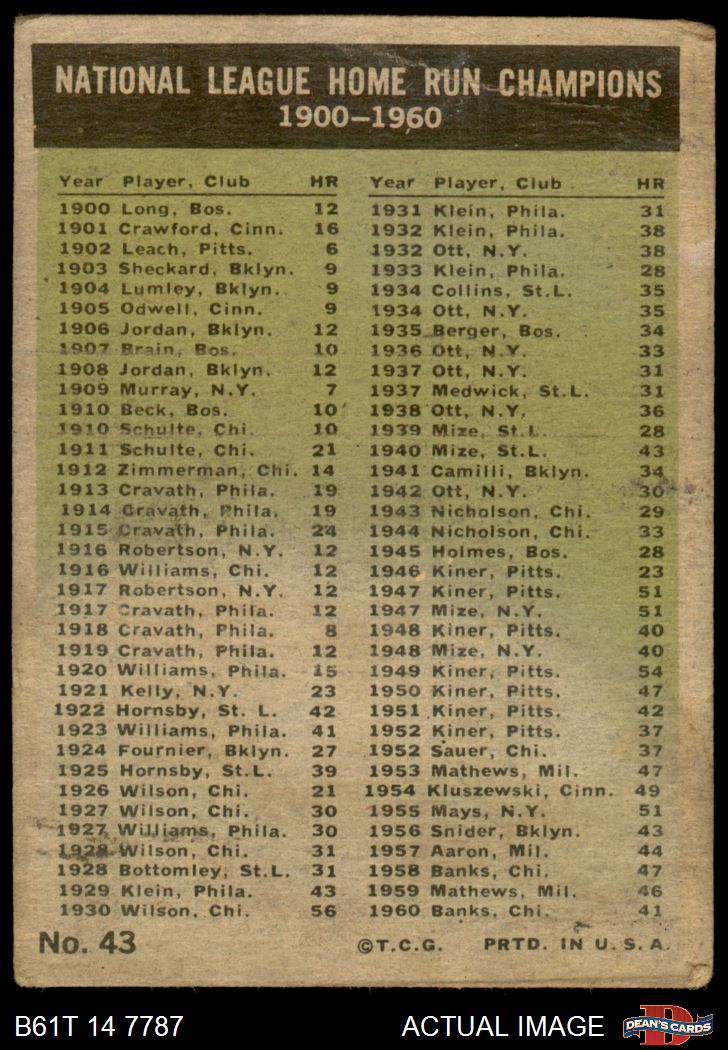 NATIONAL LEAGUE HOME RUN CHAMPIONS
1900–1960
Year Player, Club HR
1900 Long, Bos. 12
1901 Crawford, Cinn. 16
1902 Leach, Pitts. 6
1903 Sheckard, Bklyn. 9
1904 Lumley, Bklyn. 9
1905 Odwell, Cinn. 9
1906 Jordan, Bklyn. 12
1907 Brain, Bos. 10
1908 Jordan, Bklyn. 12
1909 Murray, N.Y. 7
1910 Beck, Bos. 10
1910 Schulte, Chi. 10
1911 Schulte, Chi. 21
1912 Zimmerman, Chi. 14
1913 Cravath, Phila. 19
1914 Cravath, Phila. 19
1915 Cravath, Phila. 24
1916 Robertson, N.Y. 12
1916 Williams, Chi. 12
1917 Robertson, N.Y. 12
1917 Cravath, Phila. 12
1918 Cravath, Phila. 8
1919 Cravath, Phila. 12
1920 Williams, Phila. 15
1921 Kelly, N.Y. 23
1922 Hornsby, St. L. 42
1923 Williams, Phila. 41
1924 Fournier, Bklyn. 27
1925 Hornsby, St.L. 39
1926 Wilson, Chi. 21
1927 Wilson, Chi. 30
1927 Williams, Phila. 30
1928 Wilson, Chi. 31
1928 Bottomley, St.L. 31
1929 Klein, Phila. 43
1930 Wilson, Chi. 56
Year Player, Club HR
1931 Klein, Phila. 31
1932 Klein, Phila. 38
1932 Ott, N.Y. 38
1933 Klein, Phila. 28
1934 Collins, St.L. 35
1934 Ott, N.Y. 35
1935 Berger, Bos. 34
1936 Ott, N.Y. 33
1937 Ott, N.Y. 31
1937 Medwick, St.L. 31
1938 Ott, N.Y. 36
1939 Mize, St.L. 28
1940 Mize, St.L. 43
1941 Camilli, Bklyn. 34
1942 Ott, N.Y. 30
1943 Nicholson, Chi. 29
1944 Nicholson, Chi. 33
1945 Holmes, Bos. 28
1946 Kiner, Pitts. 23
1947 Kiner, Pitts. 51
1947 Mize, N.Y. 51
1948 Kiner, Pitts. 40
1948 Mize, N.Y. 40
1949 Kiner, Pitts. 54
1950 Kiner, Pitts. 47
1951 Kiner, Pitts. 42
1952 Kiner, Pitts. 37
1952 Sauer, Chi. 37
1953 Mathews, Mil. 47
1954 Kluszewski, Cinn. 49
1955 Mays, N.Y. 51
1956 Snider, Bklyn. 43
1957 Aaron, Mil. 44
1958 Banks, Chi. 47
1959 Mathews, Mil. 46
1960 Banks, Chi. 41
No. 43 ©T.C.G. PRTD. IN U.S.A.
B61T 14 7787 ACTUAL IMAGE D DEAN'S CARDS